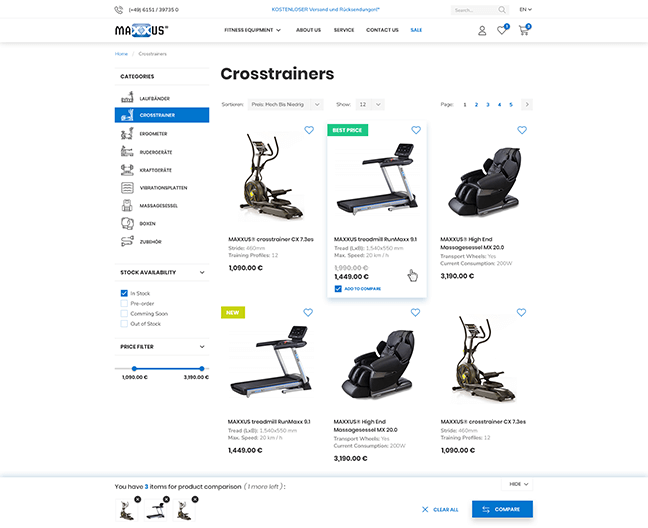 (+49) 6151 / 39735 0
KOSTENLOSER Versand und Rücksendungen*
Search...
EN
MAXXUS
FITNESS EQUIPMENT
ABOUT US
SERVICE
CONTACT US
SALE
1
3
Home / Crosstrainers
CATEGORIES
LAUFBÄNDER
CROSSTRAINER
ERGOMETER
RUDERGERÄTE
KRAFTGERÄTE
VIBRATIONSPLATTEN
MASSAGESESSEL
BOXEN
ZUBEHÖR
STOCK AVAILABILITY
In Stock
Pre-order
Comming Soon
Out of Stock
PRICE FILTER
1,090.00 €
3,190.00 €
Crosstrainers
Sortieren:
Preis: Hoch Bis Niedrig
Show:
12
Page:
1 2 3 4 5
MAXXUS® crosstrainer CX 7.3es
Stride: 460mm
Training Profiles: 12
1,090.00 €
BEST PRICE
MAXXUS treadmill RunMaxx 9.1
Tread (LxB): 1,540x550 mm
Max. Speed: 20 km / h
1,990.00 €
1,449.00 €
ADD TO COMPARE
MAXXUS® High End
Massagesessel MX 20.0
Transport Wheels: Yes
Current Consumption: 200W
3,190.00 €
NEW
MAXXUS treadmill RunMaxx 9.1
Tread (LxB): 1,540x550 mm
Max. Speed: 20 km / h
1,449.00 €
MAXXUS® High End
Massagesessel MX 20.0
Transport Wheels: Yes
Current Consumption: 200W
3,190.00 €
MAXXUS® crosstrainer CX 7.3es
Stride: 460mm
Training Profiles: 12
1,090.00 €
You have 3 items for product comparison ( 1 more left ) :
HIDE
CLEAR ALL
COMPARE